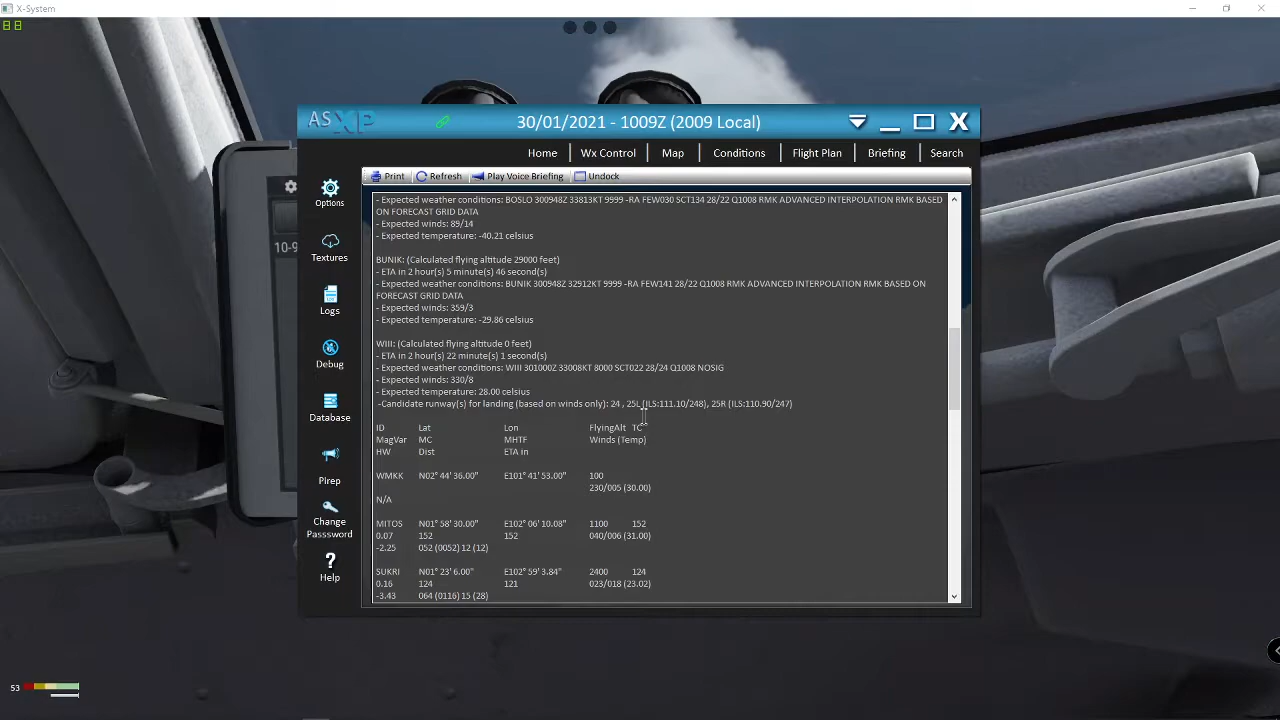 X-System
88
ASXP
30/01/2021 - 1009Z (2009 Local)
Home
Wx Control
Map
Conditions
Flight Plan
Briefing
Search
Print
Refresh
Play Voice Briefing
Undock
Options
Textures
Logs
Debug
Database
Pirep
Change
Passsword
Help
10-9
- Expected weather conditions: BOSLO 300948Z 33813KT 9999 -RA FEW030 SCT134 28/22 Q1008 RMK ADVANCED INTERPOLATION RMK BASED
ON FORECAST GRID DATA
- Expected winds: 89/14
- Expected temperature: -40.21 celsius
BUNIK: (Calculated flying altitude 29000 feet)
- ETA in 2 hour(s) 5 minute(s) 46 second(s)
- Expected weather conditions: BUNIK 300948Z 32912KT 9999 -RA FEW141 28/22 Q1008 RMK ADVANCED INTERPOLATION RMK BASED ON
FORECAST GRID DATA
- Expected winds: 359/3
- Expected temperature: -29.86 celsius
WIII: (Calculated flying altitude 0 feet)
- ETA in 2 hour(s) 22 minute(s) 1 second(s)
- Expected weather conditions: WIII 301000Z 33008KT 8000 SCT022 28/24 Q1008 NOSIG
- Expected winds: 330/8
- Expected temperature: 28.00 celsius
-Candidate runway(s) for landing (based on winds only): 24 , 25L (ILS:111.10/248), 25R (ILS:110.90/247)
ID Lat Lon FlyingAlt TC
MagVar MC MHTF Winds (Temp)
HW Dist ETA in
WMKK N02° 44' 36.00" E101° 41' 53.00" 100
230/005 (30.00)
N/A
MITOS N01° 58' 30.00" E102° 06' 10.08" 1100 152
0.07 152 152 040/006 (31.00)
-2.25 052 (0052) 12 (12)
SUKRI N01° 23' 6.00" E102° 59' 3.84" 2400 124
0.16 124 121 023/018 (23.02)
-3.43 064 (0116) 15 (28)
53